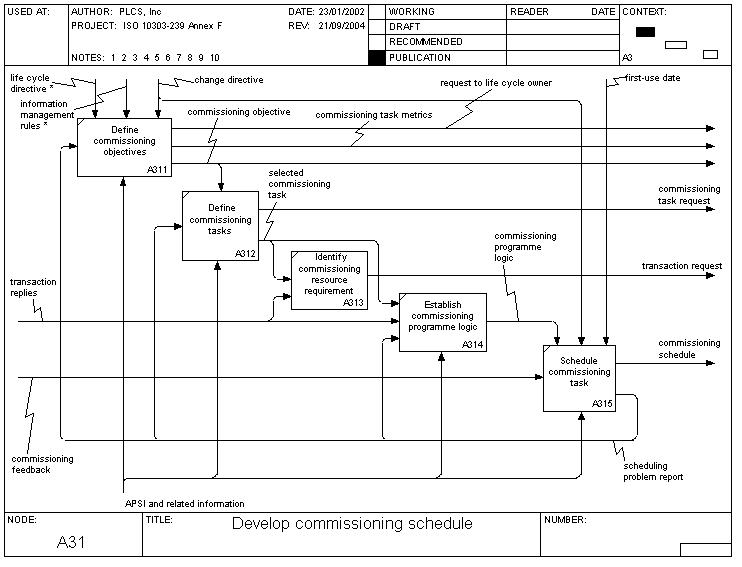 USED AT:
AUTHOR: PLCS, Inc
DATE: 23/01/2002
PROJECT: ISO 10303-239 Annex F
REV: 21/09/2004
NOTES: 1 2 3 4 5 6 7 8 9 10
WORKING
DRAFT
RECOMMENDED
PUBLICATION
READER
DATE
CONTEXT:
A3
life cycle
directive *
information
management
rules *
change directive
commissioning objective
commissioning task metrics
request to life cycle owner
first-use date
Define
commissioning
objectives
A311
selected
commissioning
task
Define
commissioning
tasks
A312
commissioning
task request
Identify
commissioning
resource
requirement
A313
commissioning
programme
logic
transaction request
transaction
replies
Establish
commissioning
programme logic
A314
commissioning
schedule
Schedule
commissioning
task
A315
commissioning
feedback
scheduling
problem report
APSI and related information
NODE:
A31
TITLE:
Develop commissioning schedule
NUMBER: